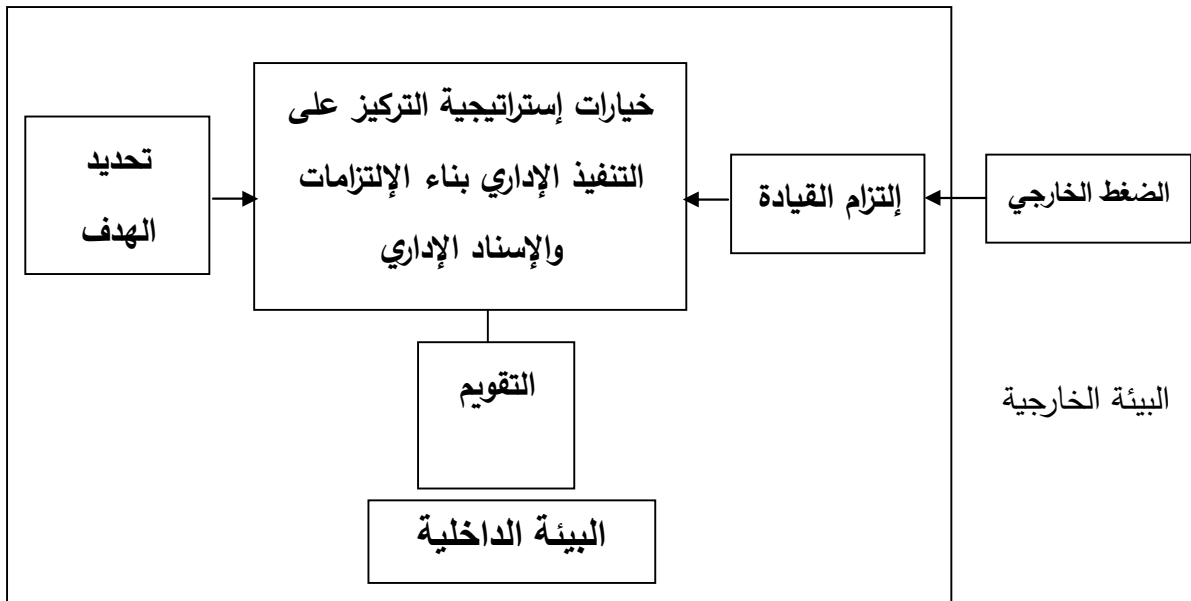 خيارات إستراتيجية التركيز على
التنفيذ الإداري بناء الإلتزامات
والإسناد الإداري
الضغط الخارجي
إلتزام القيادة
تحديد
الهدف
التقويم
البيئة الخارجية
البيئة الداخلية